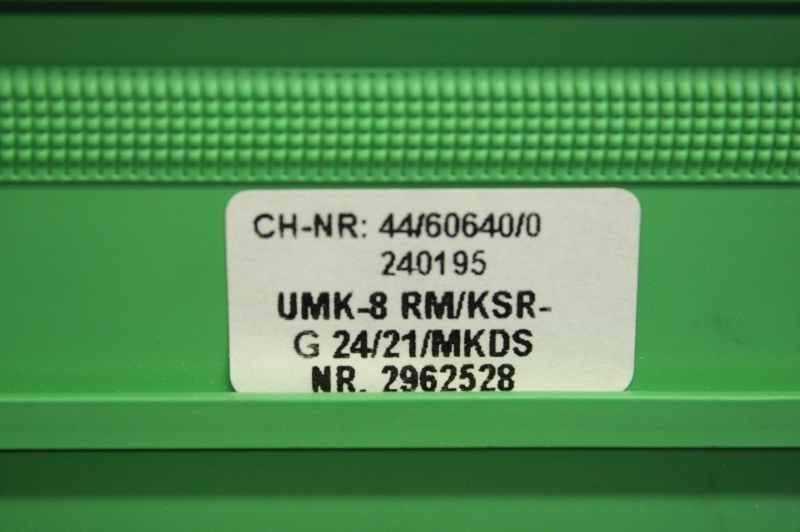 CH-NR: 44/60640/0
240195
UMK-8 RM/KSR-
G 24/21/MKDS
NR. 2962528